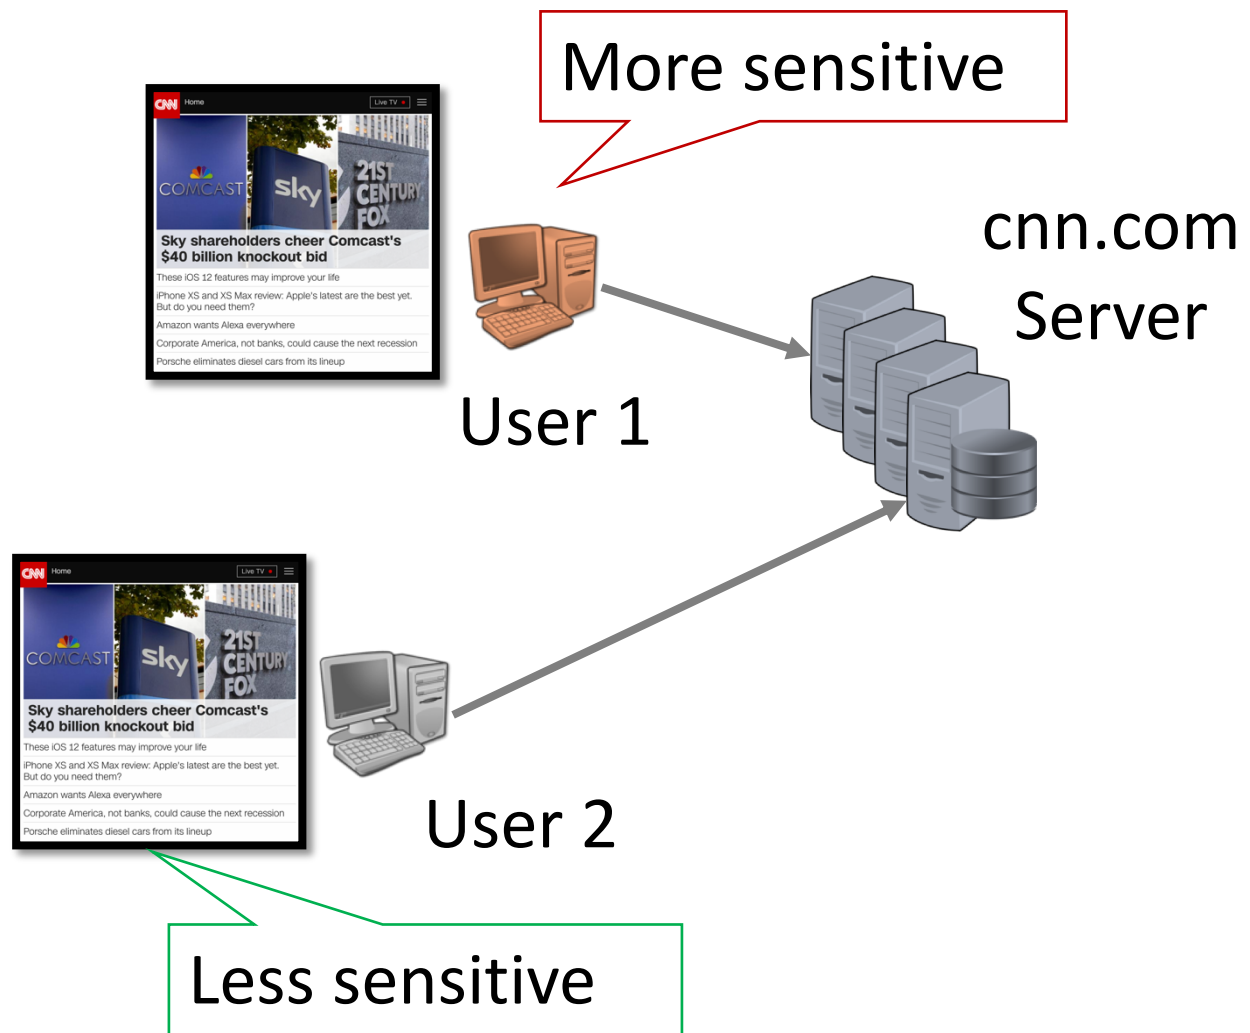 More sensitive
CNN Home Live TV
COMCAST
sky
21ST
CENTURY
FOX
Sky shareholders cheer Comcast's
$40 billion knockout bid
These iOS 12 features may improve your life
iPhone XS and XS Max review: Apple's latest are the best yet.
But do you need them?
Amazon wants Alexa everywhere
Corporate America, not banks, could cause the next recession
Porsche eliminates diesel cars from its lineup
cnn.com
Server
User 1
CNN Home Live TV
COMCAST
sky
21ST
CENTURY
FOX
Sky shareholders cheer Comcast's
$40 billion knockout bid
These iOS 12 features may improve your life
iPhone XS and XS Max review: Apple's latest are the best yet.
But do you need them?
Amazon wants Alexa everywhere
Corporate America, not banks, could cause the next recession
Porsche eliminates diesel cars from its lineup
User 2
Less sensitive